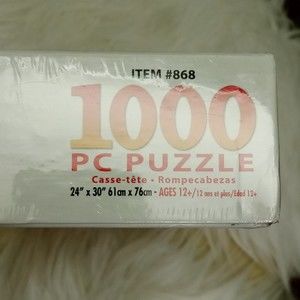 ITEM #868
1000
PC PUZZLE
Casse-tête - Rompecabezas
24" x 30" 61cm x 76cm - AGES 12+/12 ans et plus/Edad 12+